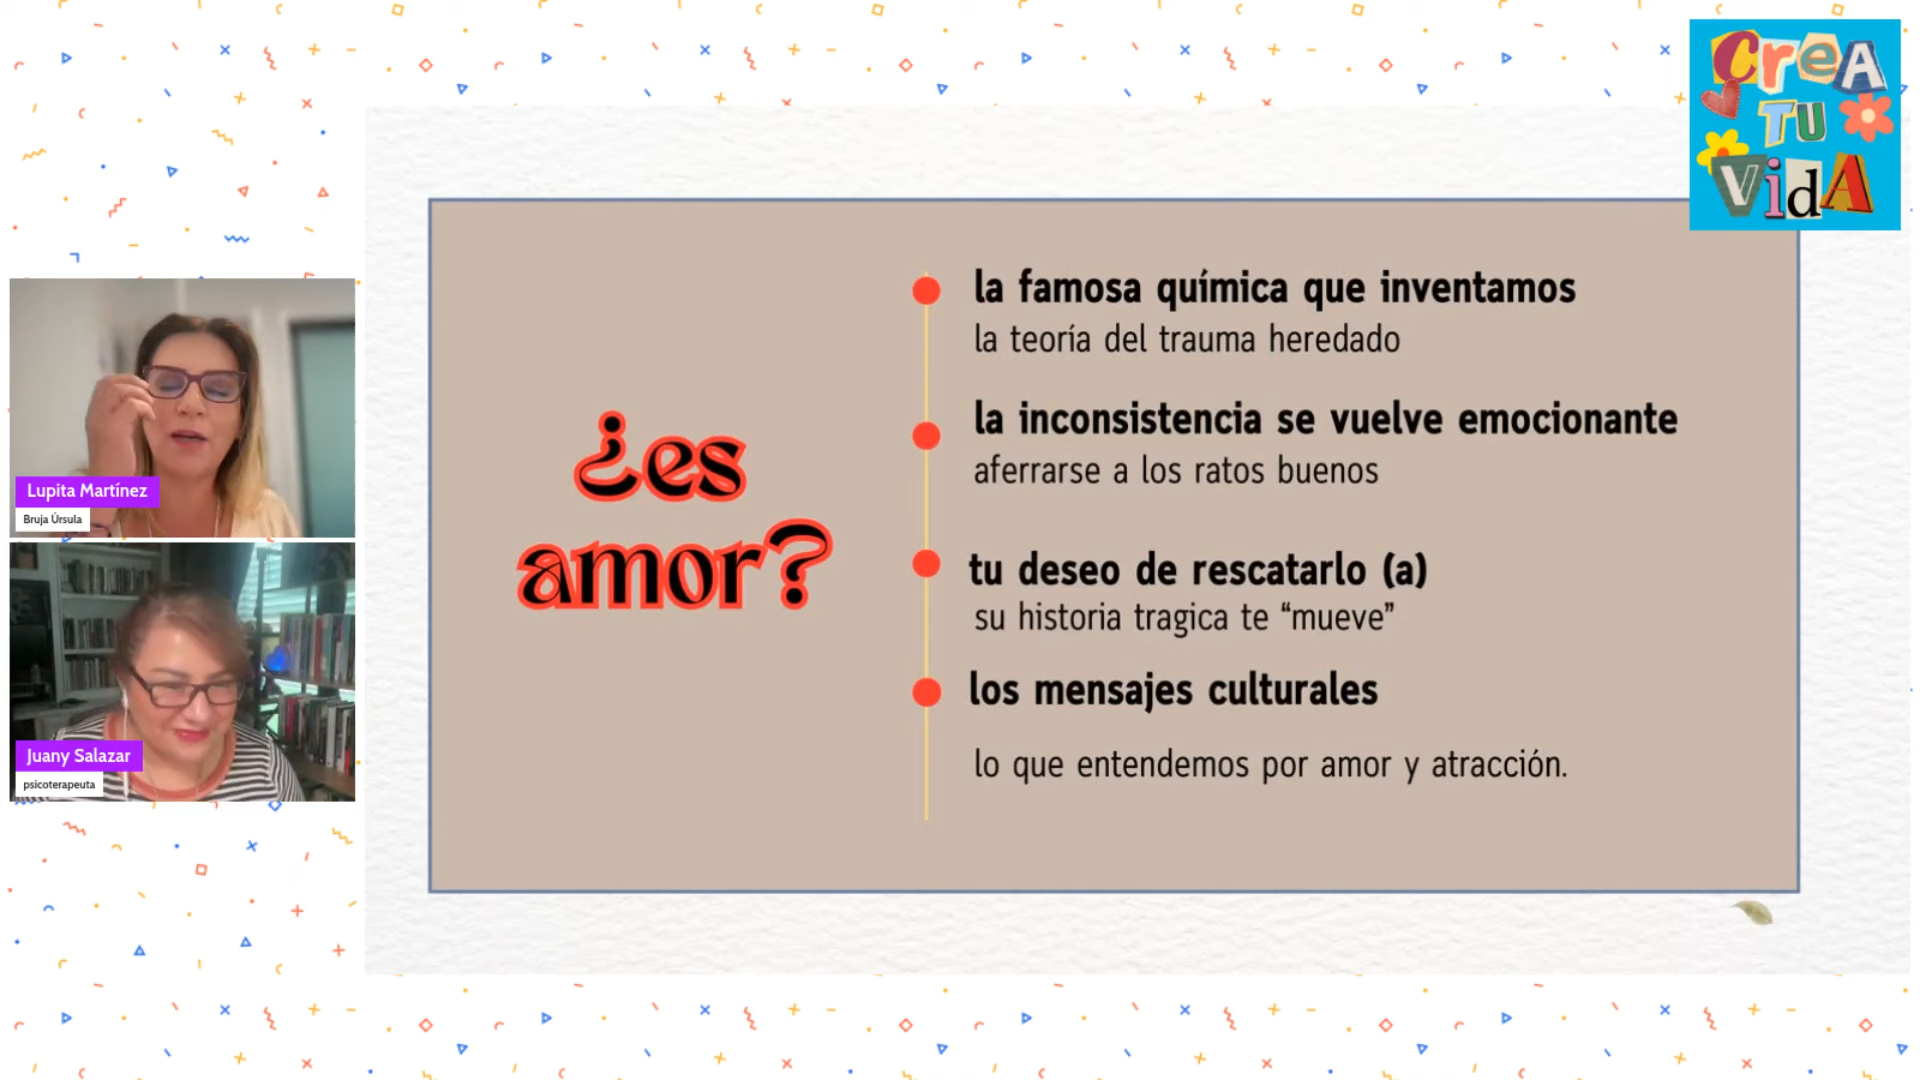 CreA
TU
VidA
¿es
amor?
la famosa química que inventamos
la teoría del trauma heredado
la inconsistencia se vuelve emocionante
aferrarse a los ratos buenos
tu deseo de rescatarlo (a)
su historia tragica te “mueve”
los mensajes culturales
lo que entendemos por amor y atracción.
Lupita Martínez
Bruja Úrsula
Juany Salazar
psicoterapeuta